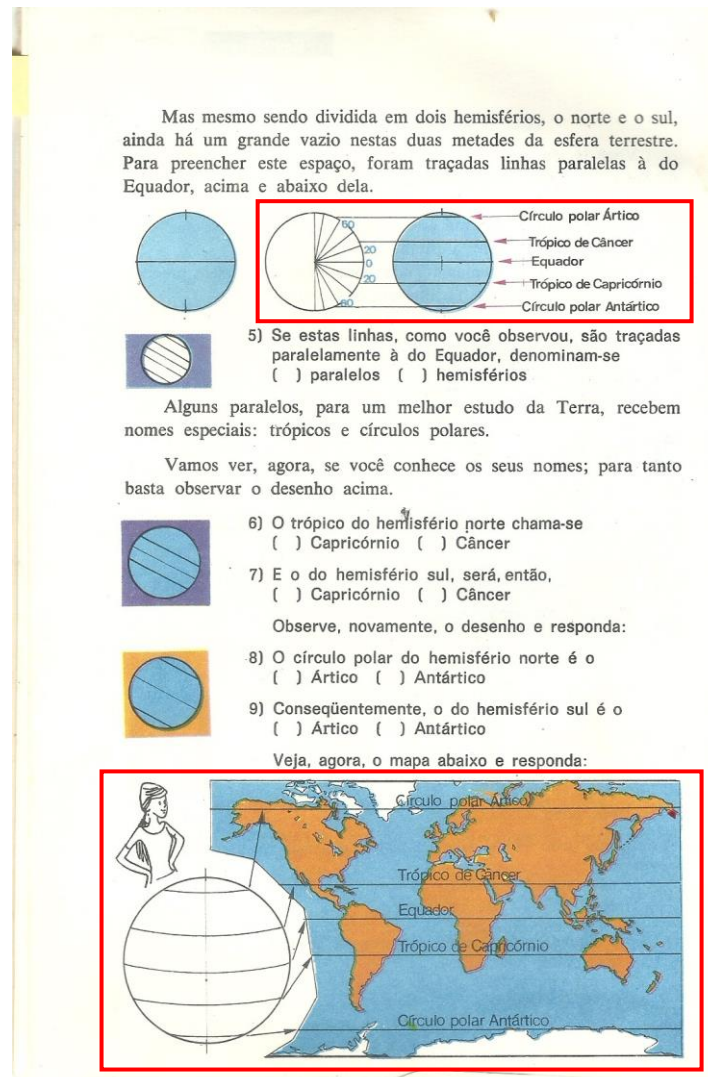 Mas mesmo sendo dividida em dois hemisférios, o norte e o sul,
ainda há um grande vazio nestas duas metades da esfera terrestre.
Para preencher este espaço, foram traçadas linhas paralelas à do
Equador, acima e abaixo dela.
60
20
0
20
60
Círculo polar Ártico
Trópico de Câncer
Equador
Trópico de Capricórnio
Círculo polar Antártico
5) Se estas linhas, como você observou, são traçadas
paralelamente à do Equador, denominam-se
( ) paralelos ( ) hemisférios
Alguns paralelos, para um melhor estudo da Terra, recebem
nomes especiais: trópicos e círculos polares.
Vamos ver, agora, se você conhece os seus nomes; para tanto
basta observar o desenho acima.
6) O trópico do hemisfério norte chama-se
( ) Capricórnio ( ) Câncer
7) E o do hemisfério sul, será, então,
( ) Capricórnio ( ) Câncer
Observe, novamente, o desenho e responda:
8) O círculo polar do hemisfério norte é o
( ) Ártico ( ) Antártico
9) Conseqüentemente, o do hemisfério sul é o
( ) Ártico ( ) Antártico
Veja, agora, o mapa abaixo e responda:
Círculo polar Ártico
Trópico de Câncer
Equador
Trópico de Capricórnio
Círculo polar Antártico